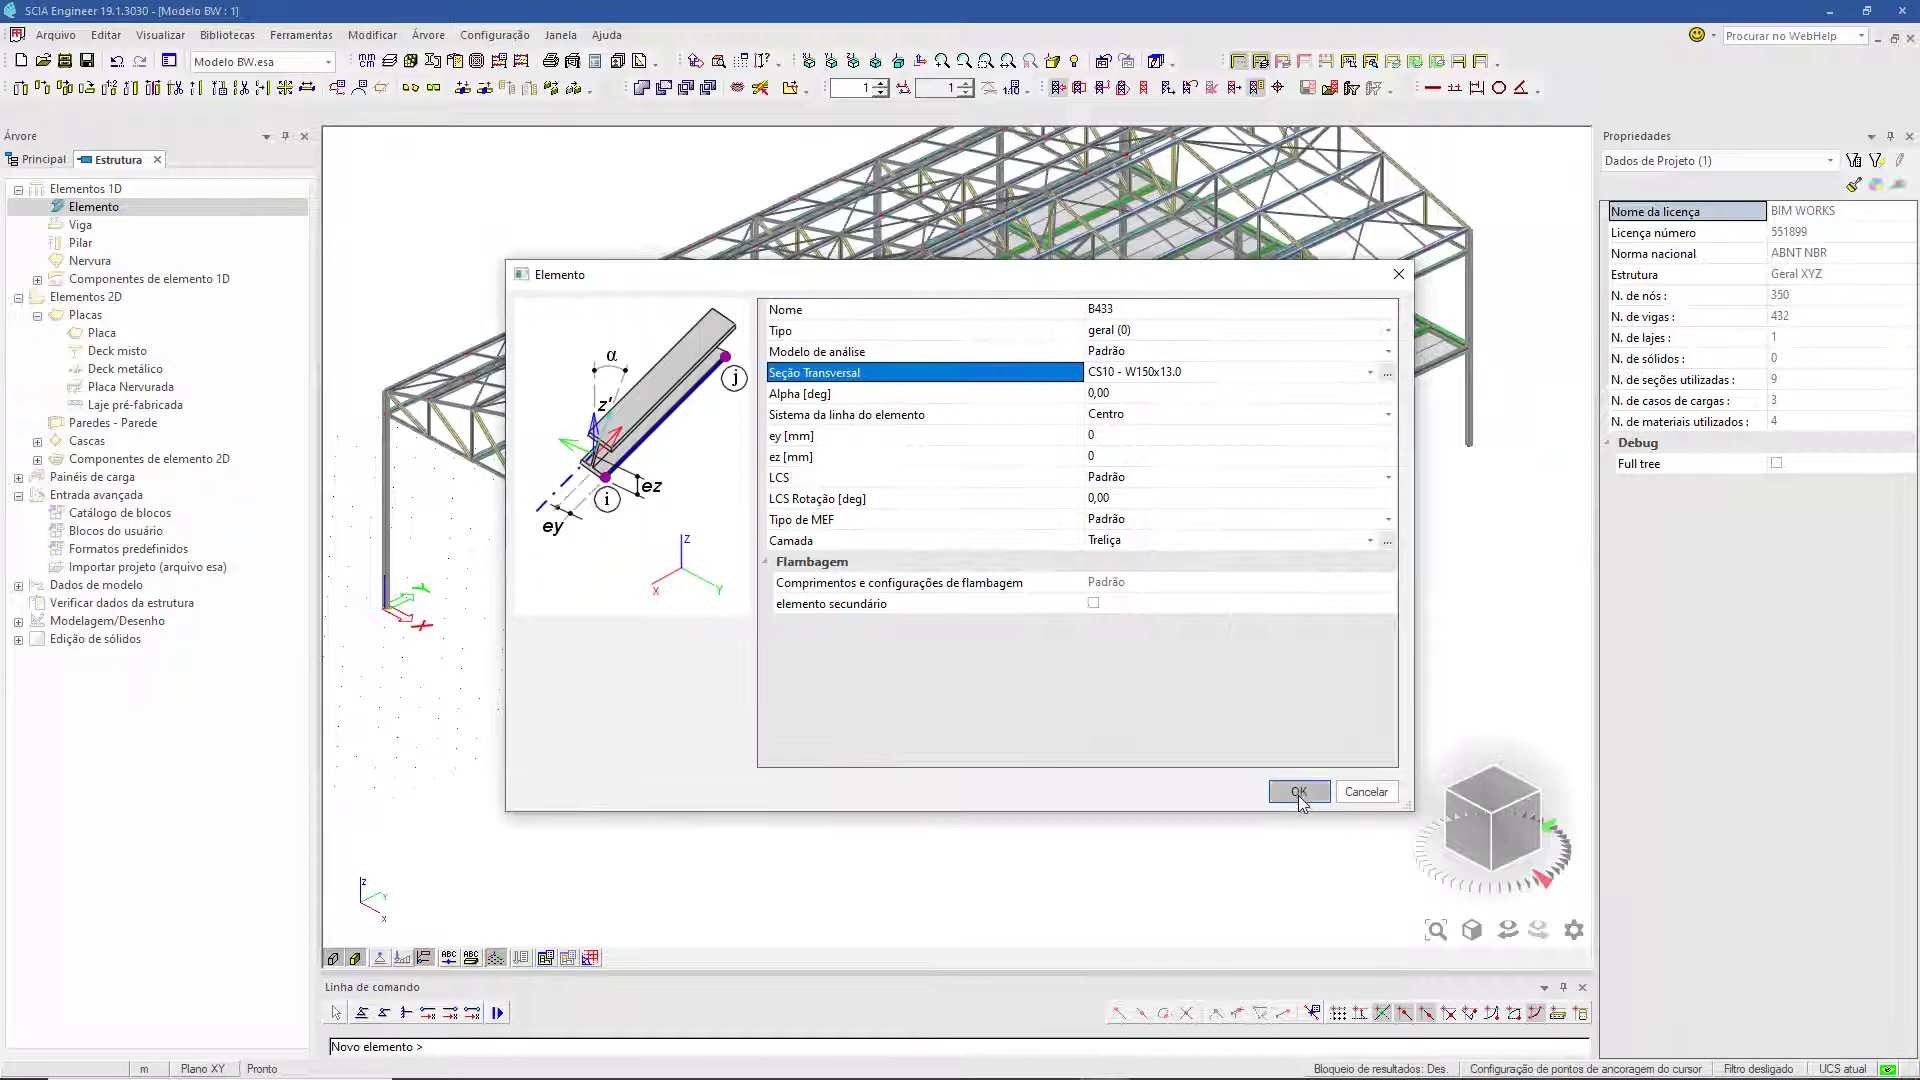 SCIA Engineer 19.1.3030 - [Modelo BW : 1]
Arquivo Editar Visualizar Bibliotecas Ferramentas Modificar Árvore Configuração Janela Ajuda
Procurar no WebHelp
Modelo BW.esa
1 1
Árvore
Principal Estrutura
Elementos 1D
Elemento
Viga
Pilar
Nervura
Componentes de elemento 1D
Elementos 2D
Placas
Placa
Deck misto
Deck metálico
Placa Nervurada
Laje pré-fabricada
Paredes - Parede
Cascas
Componentes de elemento 2D
Painéis de carga
Entrada avançada
Catálogo de blocos
Blocos do usuário
Formatos predefinidos
Importar projeto (arquivo esa)
Dados de modelo
Verificar dados da estrutura
Modelagem/Desenho
Edição de sólidos
Elemento
α
j
z'
i
ez
ey
Z
X
Y
Nome B433
Tipo geral (0)
Modelo de análise Padrão
Seção Transversal CS10 - W150x13.0
Alpha [deg] 0,00
Sistema da linha do elemento Centro
ey [mm] 0
ez [mm] 0
LCS Padrão
LCS Rotação [deg] 0,00
Tipo de MEF Padrão
Camada Treliça
Flambagem
Comprimentos e configurações de flambagem Padrão
elemento secundário
OK Cancelar
Y
X
Z
Y
X
ABC ABC
Linha de comando
Novo elemento >
Propriedades
Dados de Projeto (1)
Nome da licença BIM WORKS
Licença número 551899
Norma nacional ABNT NBR
Estrutura Geral XYZ
N. de nós : 350
N. de vigas : 432
N. de lajes : 1
N. de sólidos : 0
N. de seções utilizadas : 9
N. de casos de cargas : 3
N. de materiais utilizados : 4
Debug
Full tree
m Plano XY Pronto
Bloqueio de resultados: Des. Configuração de pontos de ancoragem do cursor Filtro desligado UCS atual